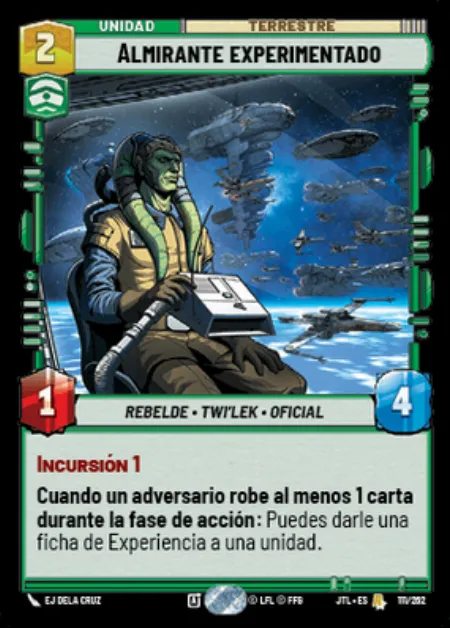 UNIDAD
TERRESTRE
2
ALMIRANTE EXPERIMENTADO
1
REBELDE • TWI'LEK • OFICIAL
4
INCURSIÓN 1
Cuando un adversario robe al menos 1 carta
durante la fase de acción: Puedes darle una
ficha de Experiencia a una unidad.
EJ DELA CRUZ
© LFL © FFG
JTL • ES
111/262